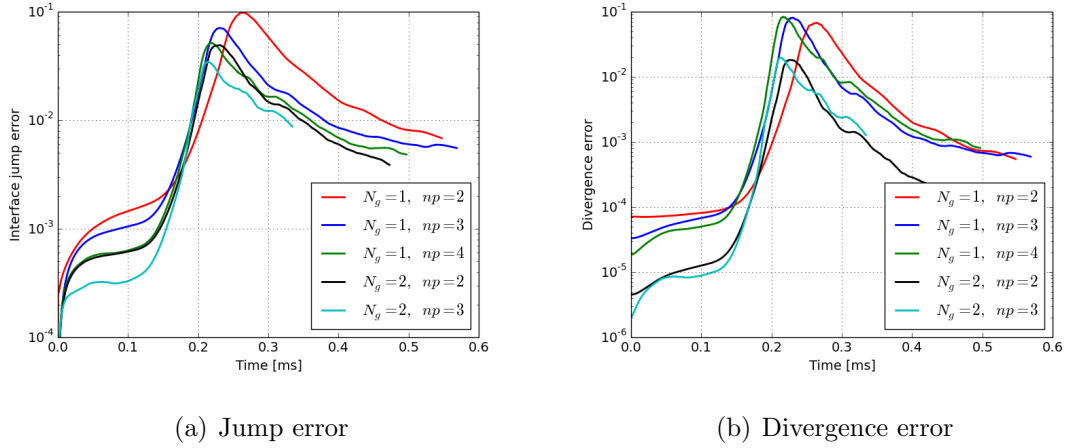 10⁻¹
10⁻²
10⁻³
10⁻⁴
Interface jump error
0.0 0.1 0.2 0.3 0.4 0.5 0.6
Time [ms]
N_g = 1, np = 2
N_g = 1, np = 3
N_g = 1, np = 4
N_g = 2, np = 2
N_g = 2, np = 3
(a) Jump error
10⁻¹
10⁻²
10⁻³
10⁻⁴
10⁻⁵
10⁻⁶
Divergence error
0.0 0.1 0.2 0.3 0.4 0.5 0.6
Time [ms]
N_g = 1, np = 2
N_g = 1, np = 3
N_g = 1, np = 4
N_g = 2, np = 2
N_g = 2, np = 3
(b) Divergence error